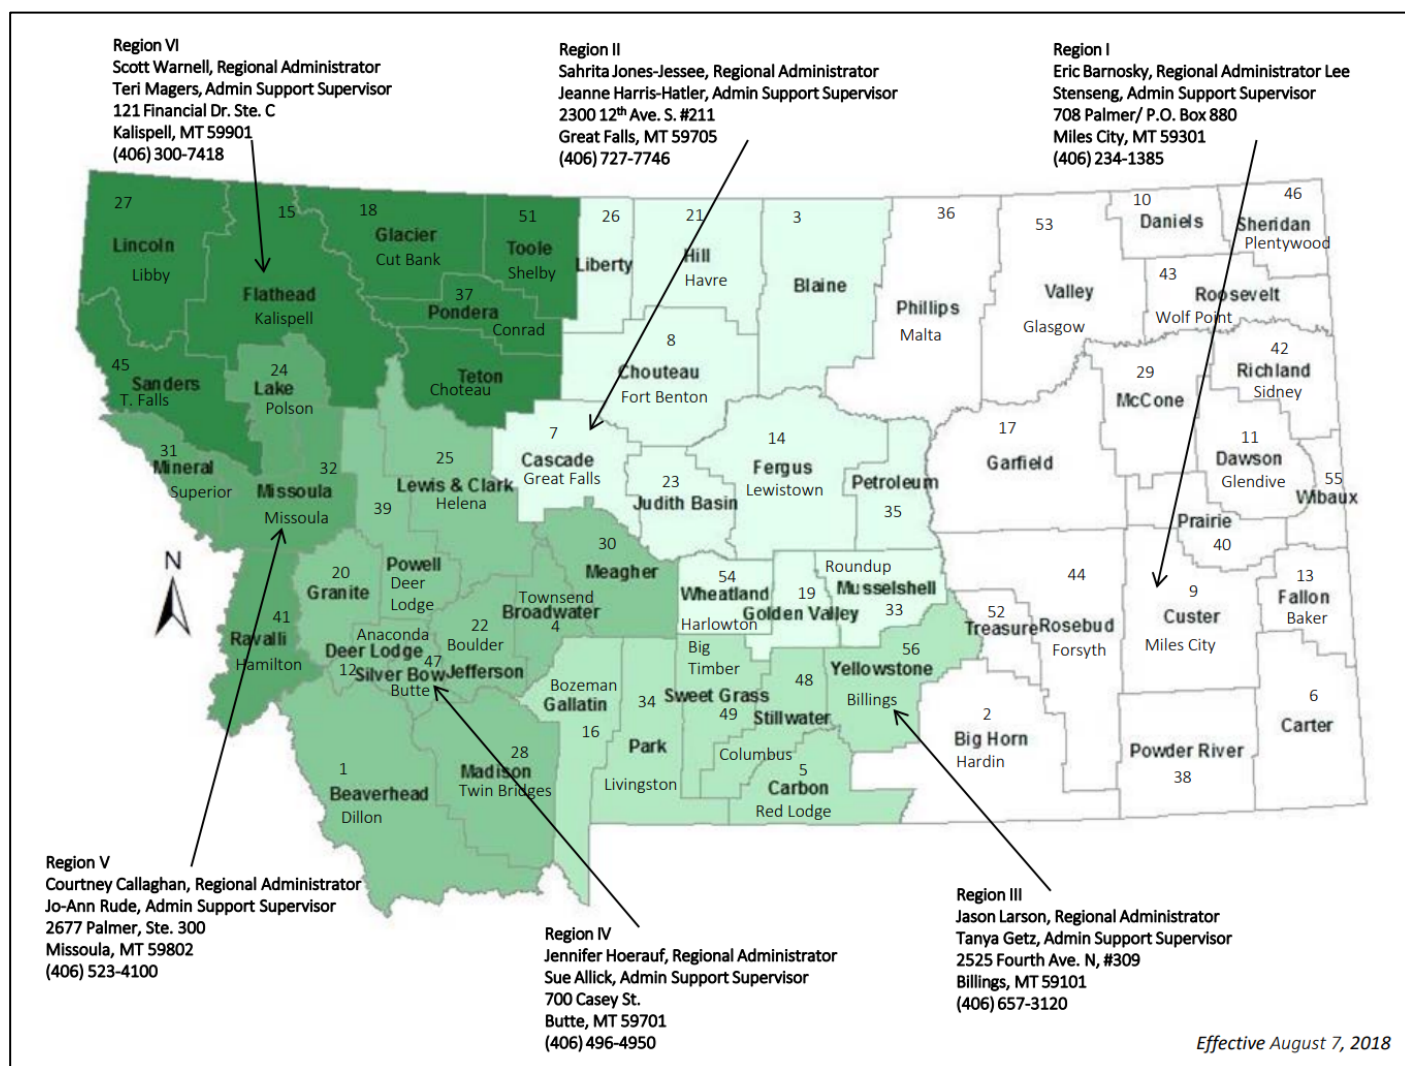 Region VI
Scott Warnell, Regional Administrator
Teri Magers, Admin Support Supervisor
121 Financial Dr. Ste. C
Kalispell, MT 59901
(406) 300-7418
Region II
Sahrita Jones-Jessee, Regional Administrator
Jeanne Harris-Hatler, Admin Support Supervisor
2300 12th Ave. S. #211
Great Falls, MT 59705
(406) 727-7746
Region I
Eric Barnosky, Regional Administrator Lee
Stenseng, Admin Support Supervisor
708 Palmer/ P.O. Box 880
Miles City, MT 59301
(406) 234-1385
27
Lincoln
Libby
15
Flathead
Kalispell
18
Glacier
Cut Bank
51
Toole
Shelby
37
Pondera
Conrad
Teton
Choteau
45
Sanders
T. Falls
24
Lake
Polson
31
Mineral
Superior
32
Missoula
Missoula
41
Ravalli
Hamilton
26
Liberty
21
Hill
Havre
3
Blaine
8
Chouteau
Fort Benton
7
Cascade
Great Falls
23
Judith Basin
14
Fergus
Lewistown
Petroleum
35
54
Wheatland
Harlowton
19
Golden Valley
Roundup
Musselshell
33
36
Phillips
Malta
53
Valley
Glasgow
10
Daniels
46
Sheridan
Plentywood
43
Roosevelt
Wolf Point
42
Richland
Sidney
29
McCone
17
Garfield
11
Dawson
Glendive
55
Wibaux
Prairie
40
44
Rosebud
Forsyth
52
Treasure
9
Custer
Miles City
13
Fallon
Baker
2
Big Horn
Hardin
Powder River
38
6
Carter
N
25
Lewis & Clark
Helena
39
Powell
Deer
Lodge
20
Granite
30
Meagher
Townsend
Broadwater
4
22
Boulder
Jefferson
Anaconda
Deer Lodge
12
47
Silver Bow
Butte
1
Beaverhead
Dillon
28
Madison
Twin Bridges
Bozeman
Gallatin
16
34
Park
Livingston
Big
Timber
Sweet Grass
49
48
Stillwater
Columbus
5
Carbon
Red Lodge
56
Yellowstone
Billings
Region V
Courtney Callaghan, Regional Administrator
Jo-Ann Rude, Admin Support Supervisor
2677 Palmer, Ste. 300
Missoula, MT 59802
(406) 523-4100
Region IV
Jennifer Hoerauf, Regional Administrator
Sue Allick, Admin Support Supervisor
700 Casey St.
Butte, MT 59701
(406) 496-4950
Region III
Jason Larson, Regional Administrator
Tanya Getz, Admin Support Supervisor
2525 Fourth Ave. N, #309
Billings, MT 59101
(406) 657-3120
Effective August 7, 2018